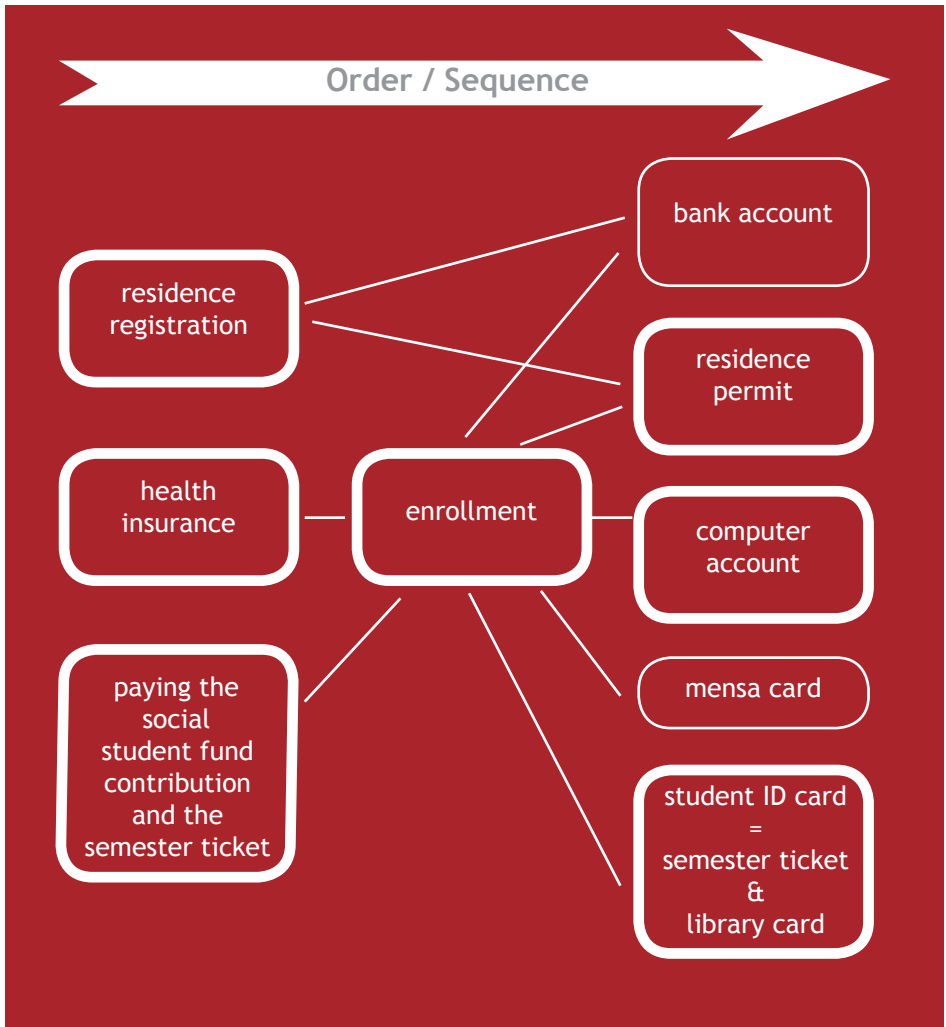 Order / Sequence
bank account
residence
registration
residence
permit
health
insurance
enrollment
computer
account
paying the
social
student fund
contribution
and the
semester ticket
mensa card
student ID card
=
semester ticket
&
library card